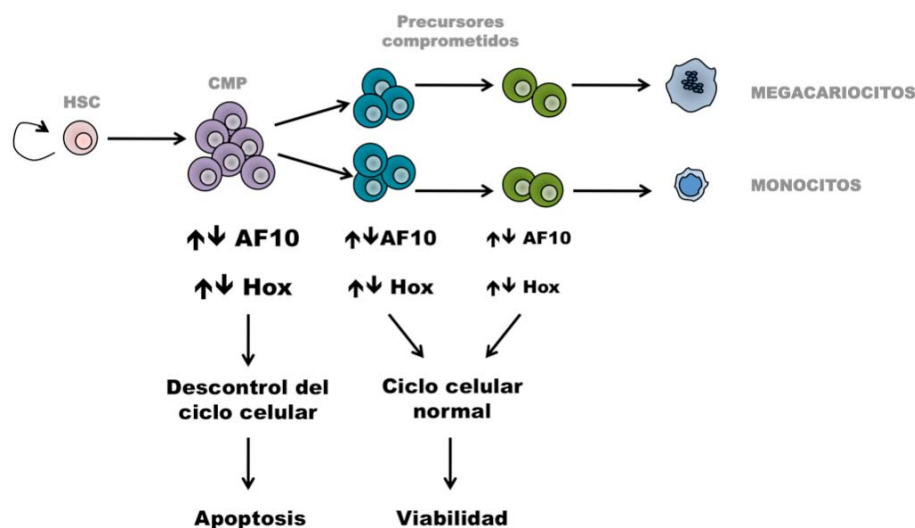 Precursores
comprometidos
CMP
HSC
MEGACARIOCITOS
MONOCITOS
↑↓ AF10
↑↓AF10
↑↓ AF10
↑↓ Hox
↑↓ Hox
↑↓ Hox
Descontrol del
ciclo celular
Ciclo celular
normal
Apoptosis
Viabilidad